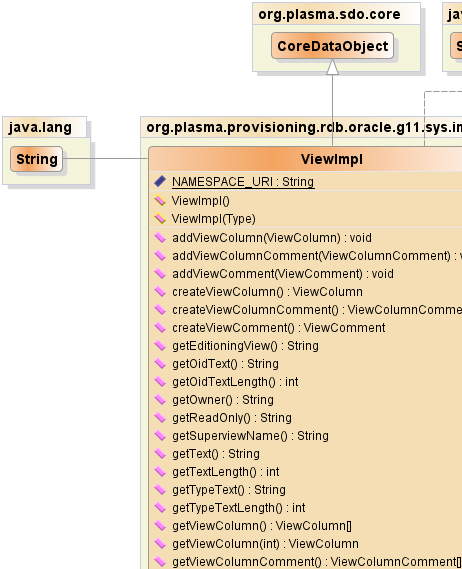 org.plasma.sdo.core
CoreDataObject
java.lang
String
org.plasma.provisioning.rdb.oracle.g11.sys.im
ViewImpl
NAMESPACE_URI : String
ViewImpl()
ViewImpl(Type)
addViewColumn(ViewColumn) : void
addViewColumnComment(ViewColumnComment) : v
addViewComment(ViewComment) : void
createViewColumn() : ViewColumn
createViewColumnComment() : ViewColumnComme
createViewComment() : ViewComment
getEditioningView() : String
getOidText() : String
getOidTextLength() : int
getOwner() : String
getReadOnly() : String
getSuperviewName() : String
getText() : String
getTextLength() : int
getTypeText() : String
getTypeTextLength() : int
getViewColumn() : ViewColumn[]
getViewColumn(int) : ViewColumn
getViewColumnComment() : ViewColumnComment[]